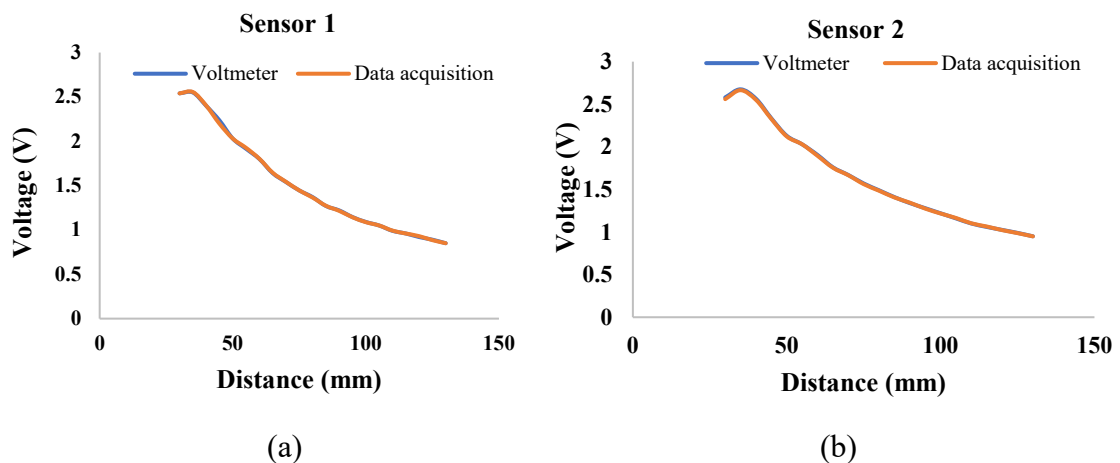 Sensor 1
Voltmeter Data acquisition
Voltage (V)
3
2.5
2
1.5
1
0.5
0
0 50 100 150
Distance (mm)
(a)
Sensor 2
Voltmeter Data acquisition
Voltage (V)
3
2.5
2
1.5
1
0.5
0
0 50 100 150
Distance (mm)
(b)